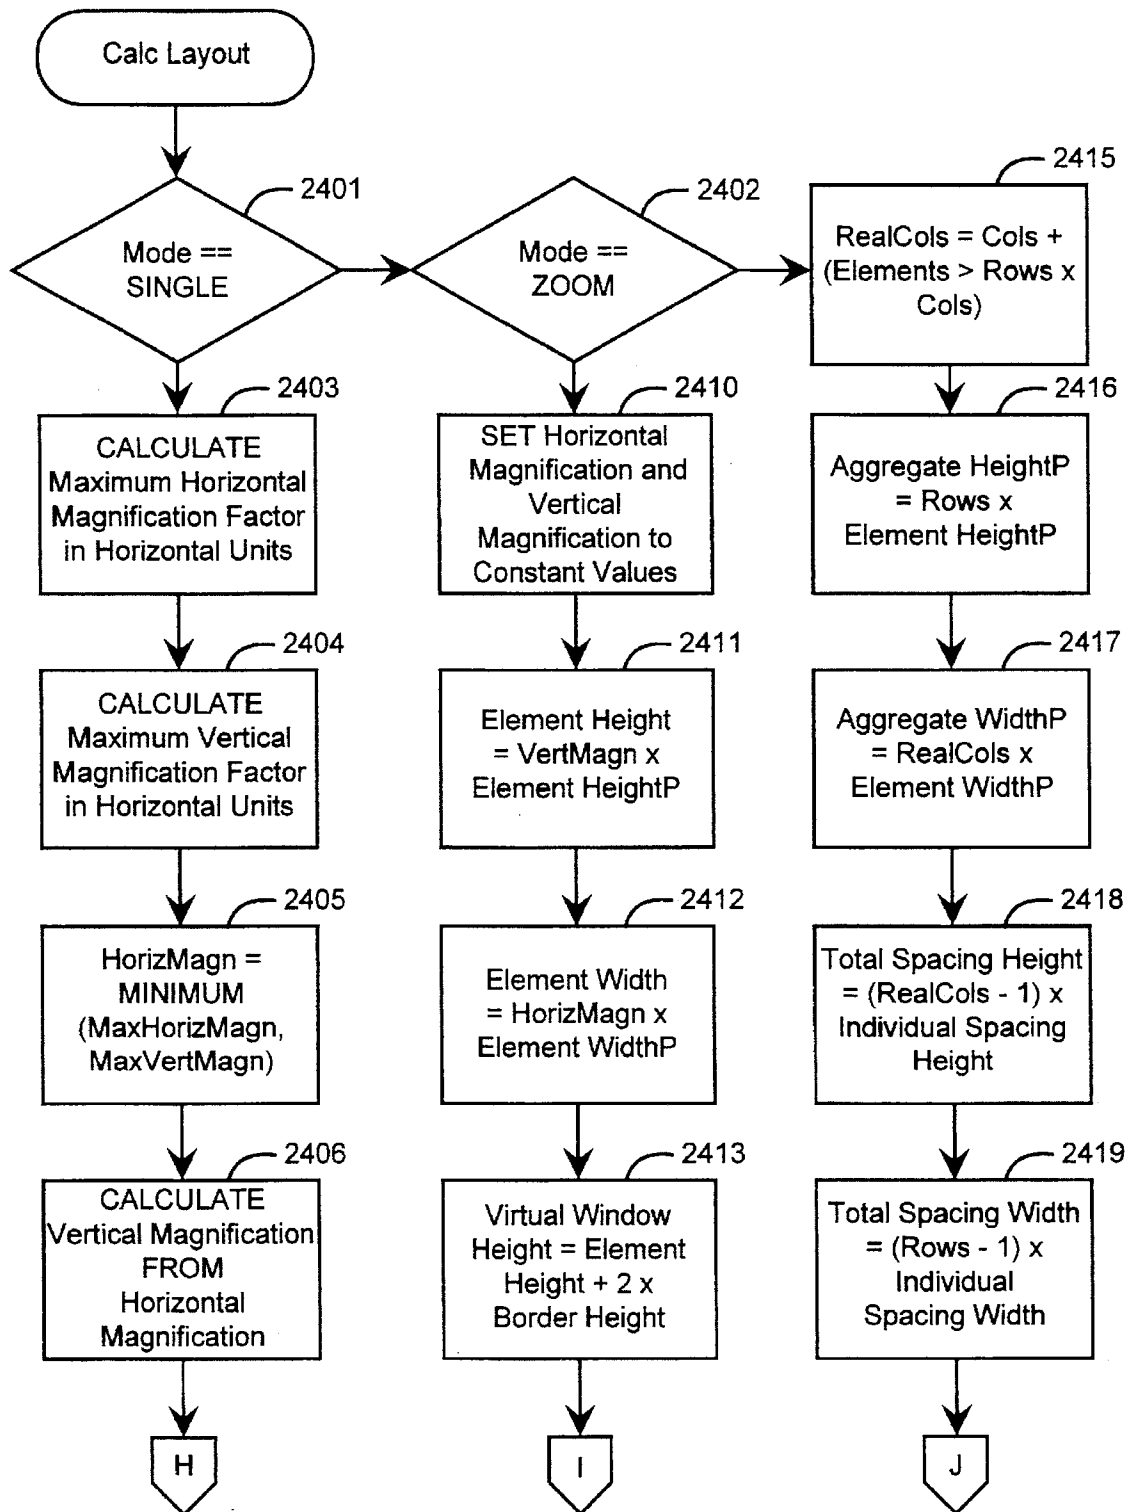 Calc Layout
2401
Mode ==
SINGLE
2402
Mode ==
ZOOM
2415
RealCols = Cols +
(Elements > Rows x
Cols)
2403
CALCULATE
Maximum Horizontal
Magnification Factor
in Horizontal Units
2410
SET Horizontal
Magnification and
Vertical
Magnification to
Constant Values
2416
Aggregate HeightP
= Rows x
Element HeightP
2404
CALCULATE
Maximum Vertical
Magnification Factor
in Horizontal Units
2411
Element Height
= VertMagn x
Element HeightP
2417
Aggregate WidthP
= RealCols x
Element WidthP
2405
HorizMagn =
MINIMUM
(MaxHorizMagn,
MaxVertMagn)
2412
Element Width
= HorizMagn x
Element WidthP
2418
Total Spacing Height
= (RealCols - 1) x
Individual Spacing
Height
2406
CALCULATE
Vertical Magnification
FROM
Horizontal
Magnification
2413
Virtual Window
Height = Element
Height + 2 x
Border Height
2419
Total Spacing Width
= (Rows - 1) x
Individual
Spacing Width
H
I
J